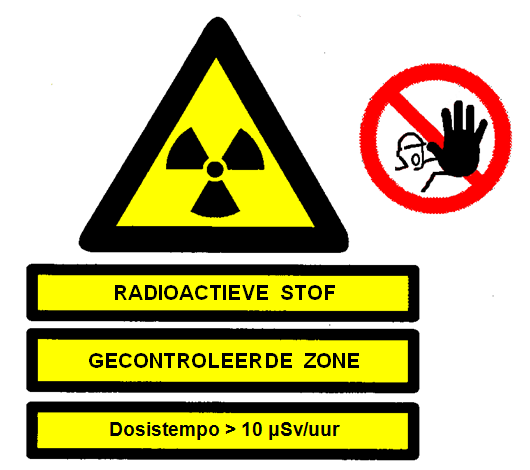 RADIOACTIEVE STOF
GECONTROLEERDE ZONE
Dosistempo > 10 µSv/uur